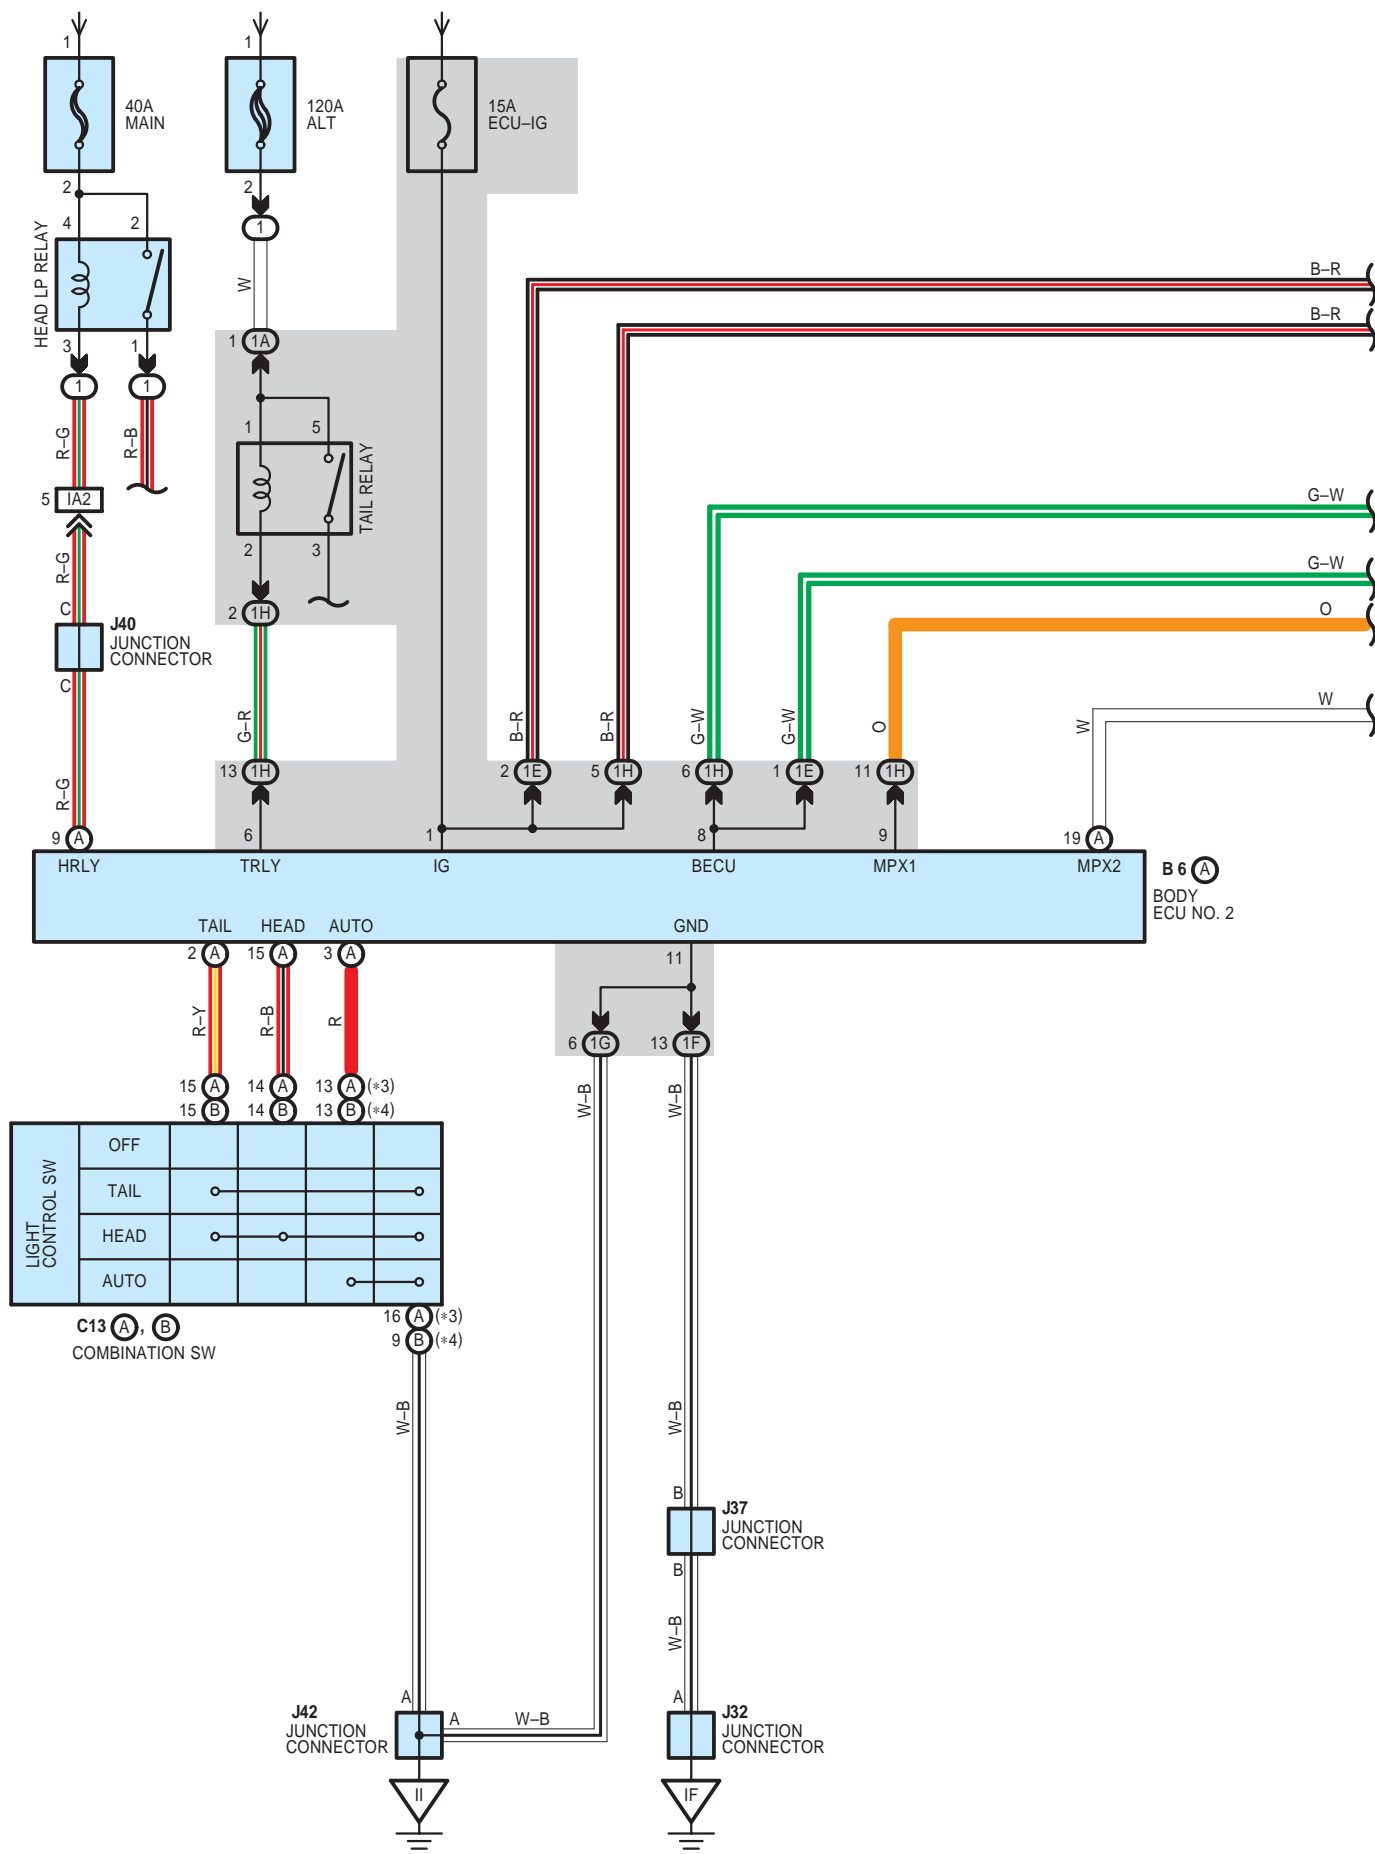 1
1
40A
MAIN
120A
ALT
15A
ECU–IG
2
2
4
2
1
HEAD LP RELAY
W
B–R
B–R
3
1
1
1A
1
1
R–G
R–B
1
5
TAIL RELAY
5
IA2
G–W
2
3
R–G
G–W
C
2
1H
O
J40
JUNCTION
CONNECTOR
C
W
G–R
B–R
B–R
G–W
G–W
O
W
R–G
13
1H
2
1E
5
1H
6
1H
1
1E
11
1H
9
A
6
1
8
9
19
A
HRLY
TRLY
IG
BECU
MPX1
MPX2
B 6
A
BODY
ECU NO. 2
TAIL
HEAD
AUTO
GND
2
A
15
A
3
A
11
R–Y
R–B
R
6
1G
13
1F
15
A
14
A
13
A
(*3)
15
B
14
B
13
B
(*4)
W–B
W–B
LIGHT
CONTROL SW
OFF
TAIL
HEAD
AUTO
16
A
(*3)
9
B
(*4)
C13
A
,
B
COMBINATION SW
W–B
W–B
B
J37
JUNCTION
CONNECTOR
B
W–B
A
A
W–B
A
J42
JUNCTION
CONNECTOR
J32
JUNCTION
CONNECTOR
II
IF